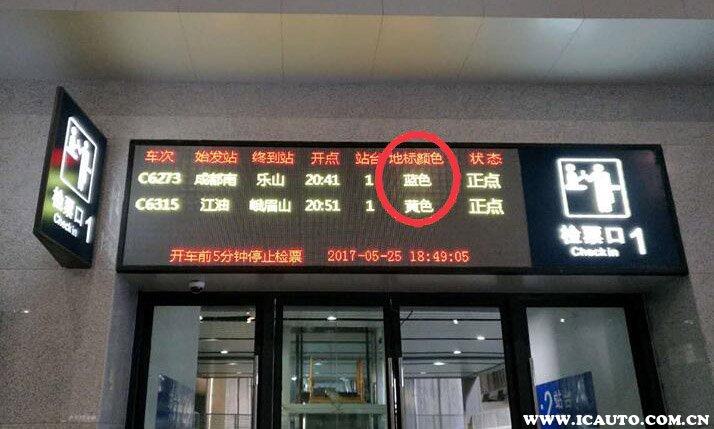 检票口 1
Check in
车次 始发站 终到站 开点 站台 地标颜色 状态
C6273 成都南 乐山 20:41 1 蓝色 正点
C6315 江油 峨眉山 20:51 1 黄色 正点
开车前5分钟停止检票 2017-05-25 18:49:05
检票口 1
Check in
WWW.ICAUTO.COM.CN